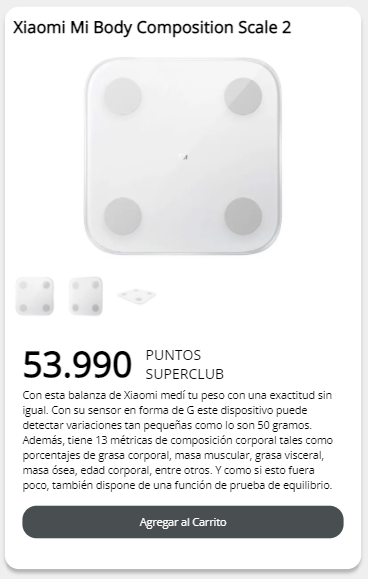 Xiaomi Mi Body Composition Scale 2
53.990 PUNTOS
SUPERCLUB
Con esta balanza de Xiaomi medí tu peso con una exactitud sin
igual. Con su sensor en forma de G este dispositivo puede
detectar variaciones tan pequeñas como lo son 50 gramos.
Además, tiene 13 métricas de composición corporal tales como
porcentajes de grasa corporal, masa muscular, grasa visceral,
masa ósea, edad corporal, entre otros. Y como si esto fuera
poco, también dispone de una función de prueba de equilibrio.
Agregar al Carrito